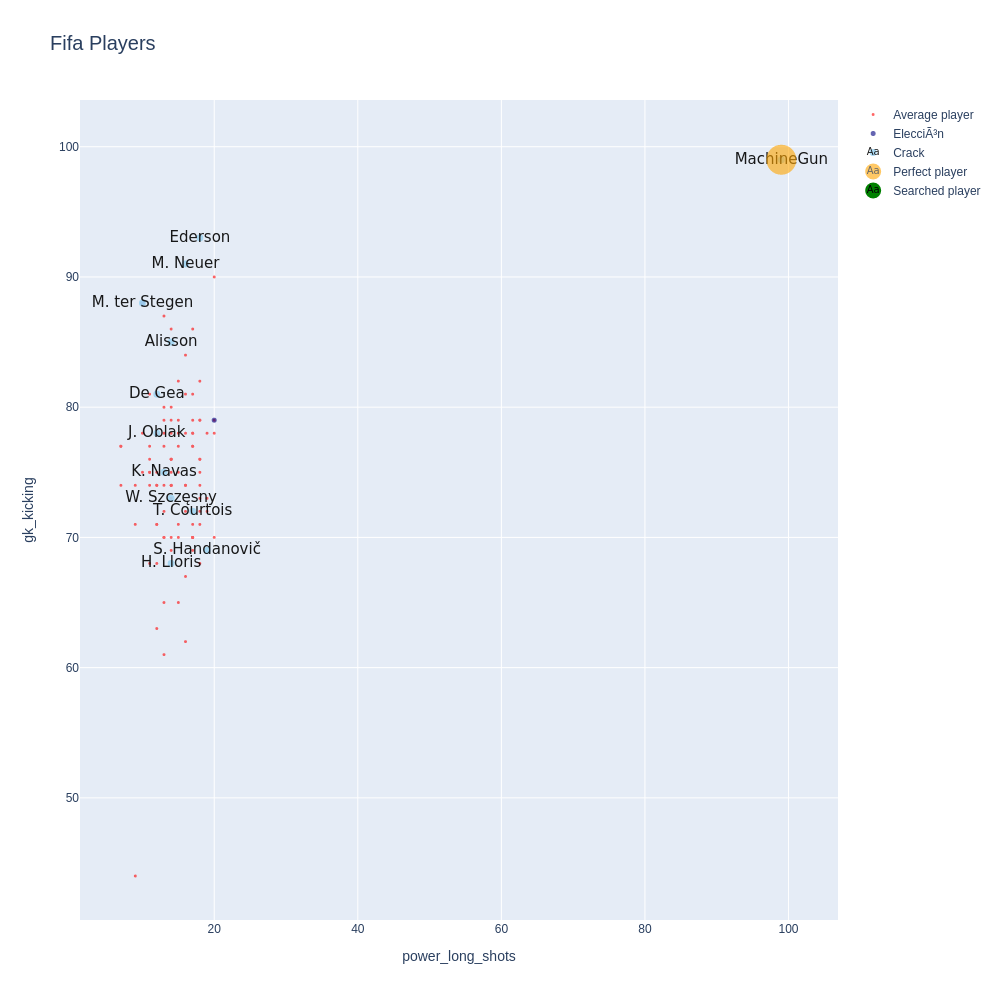 Fifa Players
Average player
ElecciÃ³n
Aa Crack
Aa Perfect player
Aa Searched player
100
90
80
70
60
50
gk_kicking
MachineGun
Ederson
M. Neuer
M. ter Stegen
Alisson
De Gea
J. Oblak
K. Navas
W. Szczesny
T. Courtois
S. Handanovič
H. Lloris
20
40
60
80
100
power_long_shots